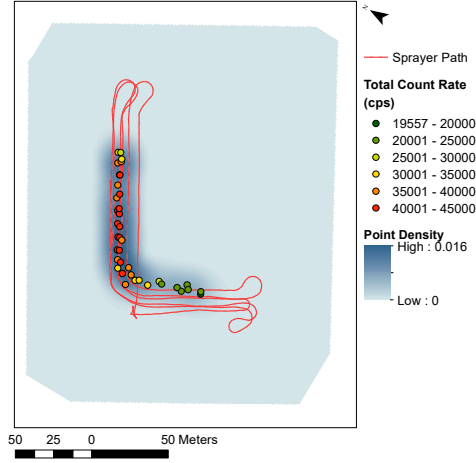 N
Sprayer Path
Total Count Rate
(cps)
19557 - 20000
20001 - 25000
25001 - 30000
30001 - 35000
35001 - 40000
40001 - 45000
Point Density
High : 0.016
Low : 0
50 25 0 50 Meters